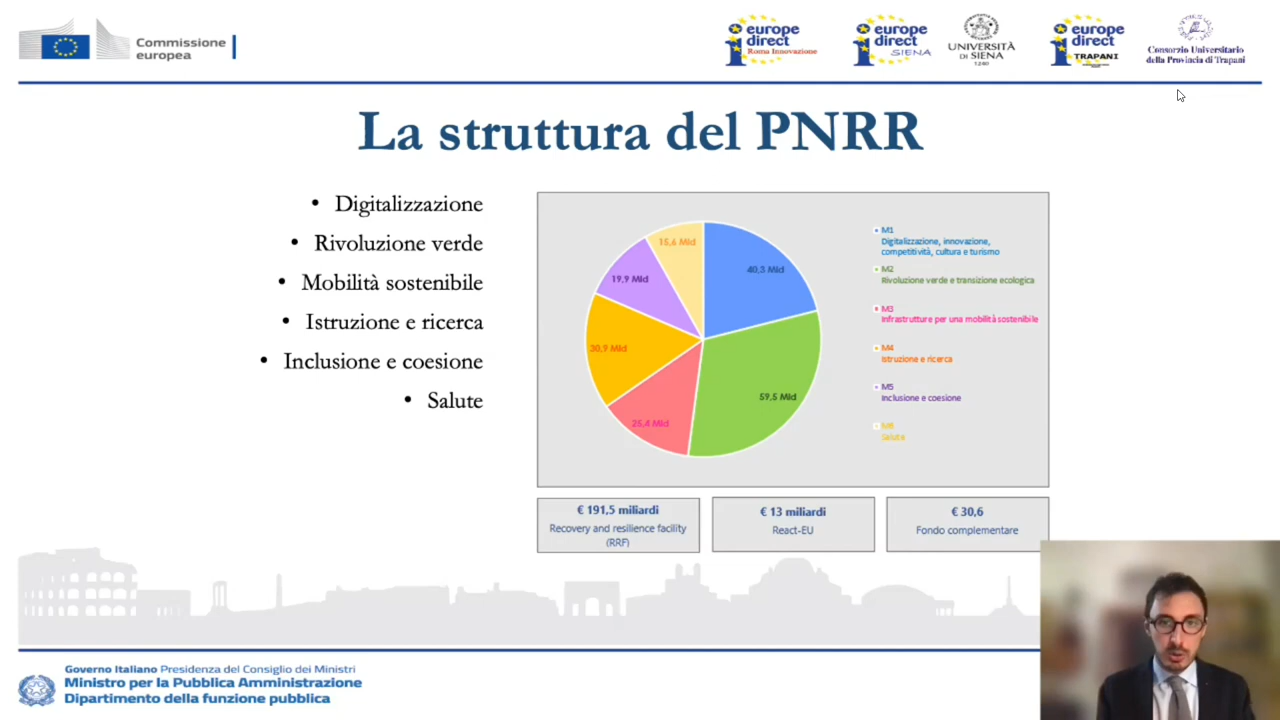 Commissione
europea
europe
direct
Roma Innovazione
europe
direct
SIENA
UNIVERSITÀ
DI SIENA
1240
europe
direct
TRAPANI
Consorzio Universitario
della Provincia di Trapani
La struttura del PNRR
• Digitalizzazione
• Rivoluzione verde
• Mobilità sostenibile
• Istruzione e ricerca
• Inclusione e coesione
• Salute
15,6 Mld
40,3 Mld
19,9 Mld
30,9 Mld
59,5 Mld
25,4 Mld
M1
Digitalizzazione, innovazione,
competitività, cultura e turismo
M2
Rivoluzione verde e transizione ecologica
M3
Infrastrutture per una mobilità sostenibile
M4
Istruzione e ricerca
M5
Inclusione e coesione
M6
Salute
€ 191,5 miliardi
Recovery and resilience facility
(RRF)
€ 13 miliardi
React-EU
€ 30,6
Fondo complementare
Governo Italiano Presidenza del Consiglio dei Ministri
Ministro per la Pubblica Amministrazione
Dipartimento della funzione pubblica